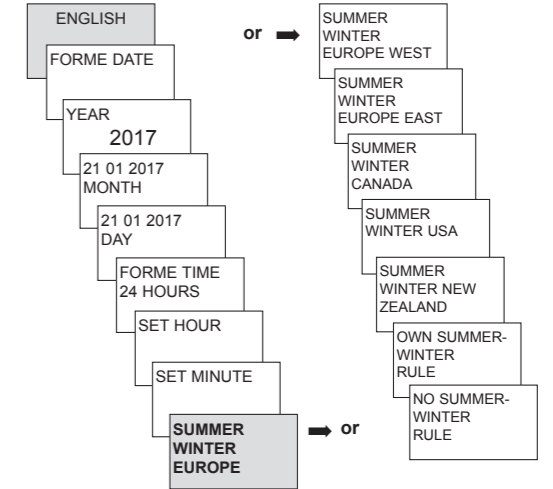 ENGLISH
FORME DATE
YEAR
2017
21 01 2017
MONTH
21 01 2017
DAY
FORME TIME
24 HOURS
SET HOUR
SET MINUTE
SUMMER
WINTER
EUROPE
or
or
SUMMER
WINTER
EUROPE WEST
SUMMER
WINTER
EUROPE EAST
SUMMER
WINTER
CANADA
SUMMER
WINTER USA
SUMMER
WINTER NEW
ZEALAND
OWN SUMMER-
WINTER
RULE
NO SUMMER-
WINTER
RULE